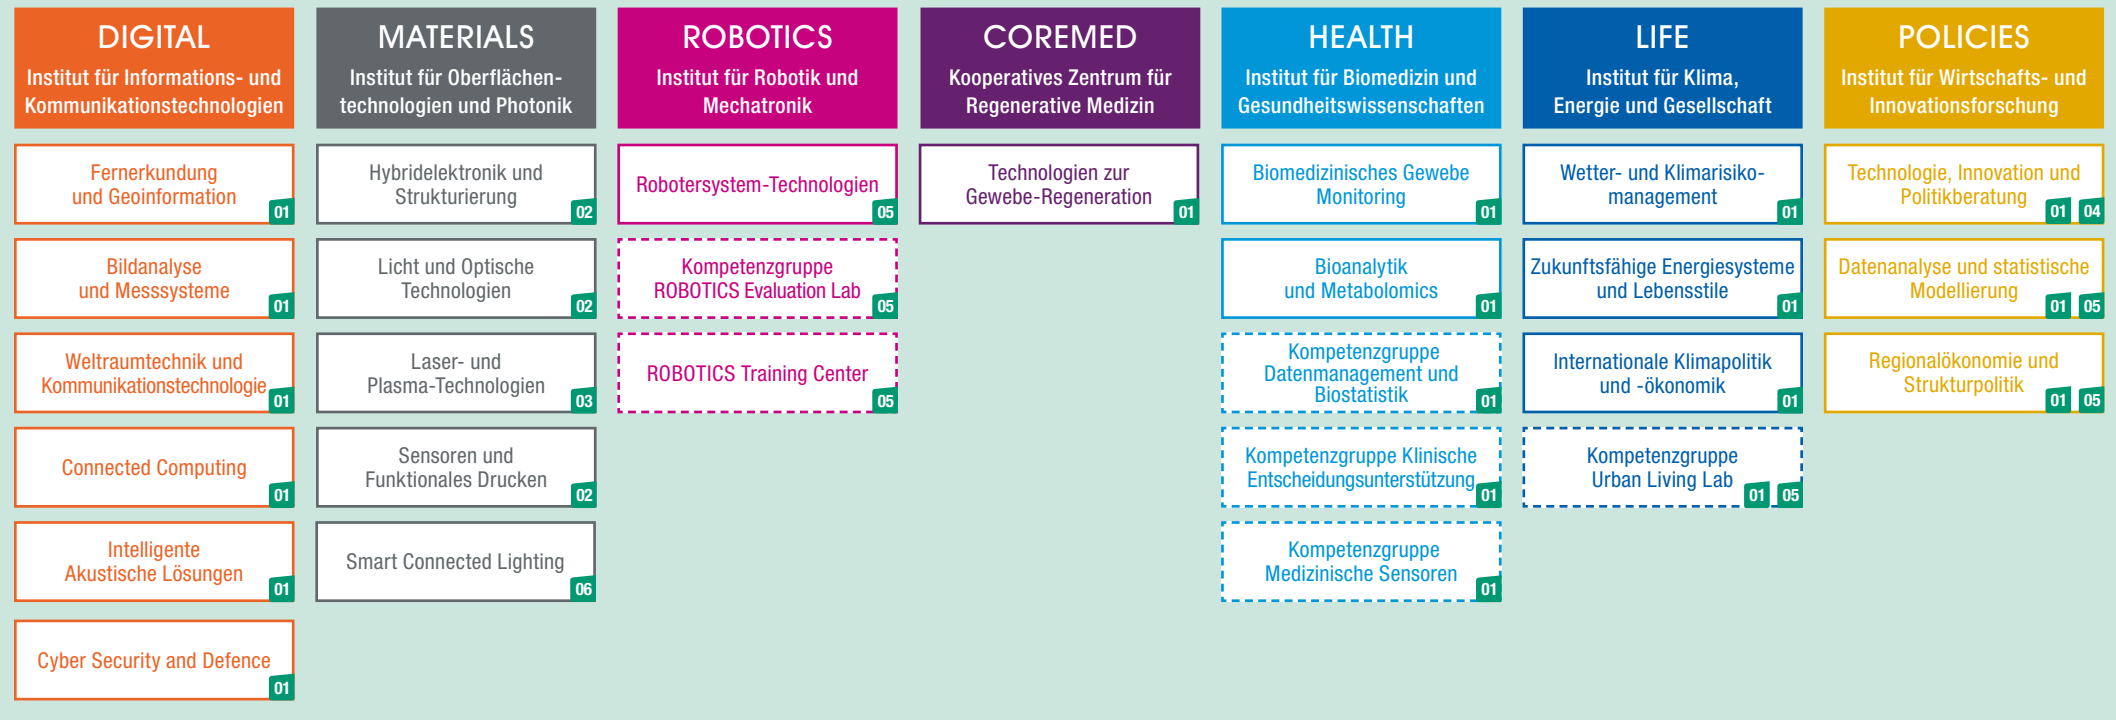 DIGITAL
Institut für Informations- und
Kommunikationstechnologien
Fernerkundung
und Geoinformation
01
Bildanalyse
und Messsysteme
01
Weltraumtechnik und
Kommunikationstechnologie
01
Connected Computing
01
Intelligente
Akustische Lösungen
01
Cyber Security and Defence
01
MATERIALS
Institut für Oberflächen-
technologien und Photonik
Hybridelektronik und
Strukturierung
02
Licht und Optische
Technologien
02
Laser- und
Plasma-Technologien
03
Sensoren und
Funktionales Drucken
02
Smart Connected Lighting
06
ROBOTICS
Institut für Robotik und
Mechatronik
Robotersystem-Technologien
05
Kompetenzgruppe
ROBOTICS Evaluation Lab
05
ROBOTICS Training Center
05
COREMED
Kooperatives Zentrum für
Regenerative Medizin
Technologien zur
Gewebe-Regeneration
01
HEALTH
Institut für Biomedizin und
Gesundheitswissenschaften
Biomedizinisches Gewebe
Monitoring
01
Bioanalytik
und Metabolomics
01
Kompetenzgruppe
Datenmanagement und
Biostatistik
01
Kompetenzgruppe Klinische
Entscheidungsunterstützung
01
Kompetenzgruppe
Medizinische Sensoren
01
LIFE
Institut für Klima,
Energie und Gesellschaft
Wetter- und Klimarisiko-
management
01
Zukunftsfähige Energiesysteme
und Lebensstile
01
Internationale Klimapolitik
und -ökonomik
01
Kompetenzgruppe
Urban Living Lab
01 05
POLICIES
Institut für Wirtschafts- und
Innovationsforschung
Technologie, Innovation und
Politikberatung
01 04
Datenanalyse und statistische
Modellierung
01 05
Regionalökonomie und
Strukturpolitik
01 05